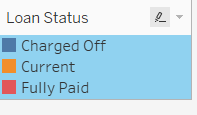 Loan Status
Charged Off
Current
Fully Paid